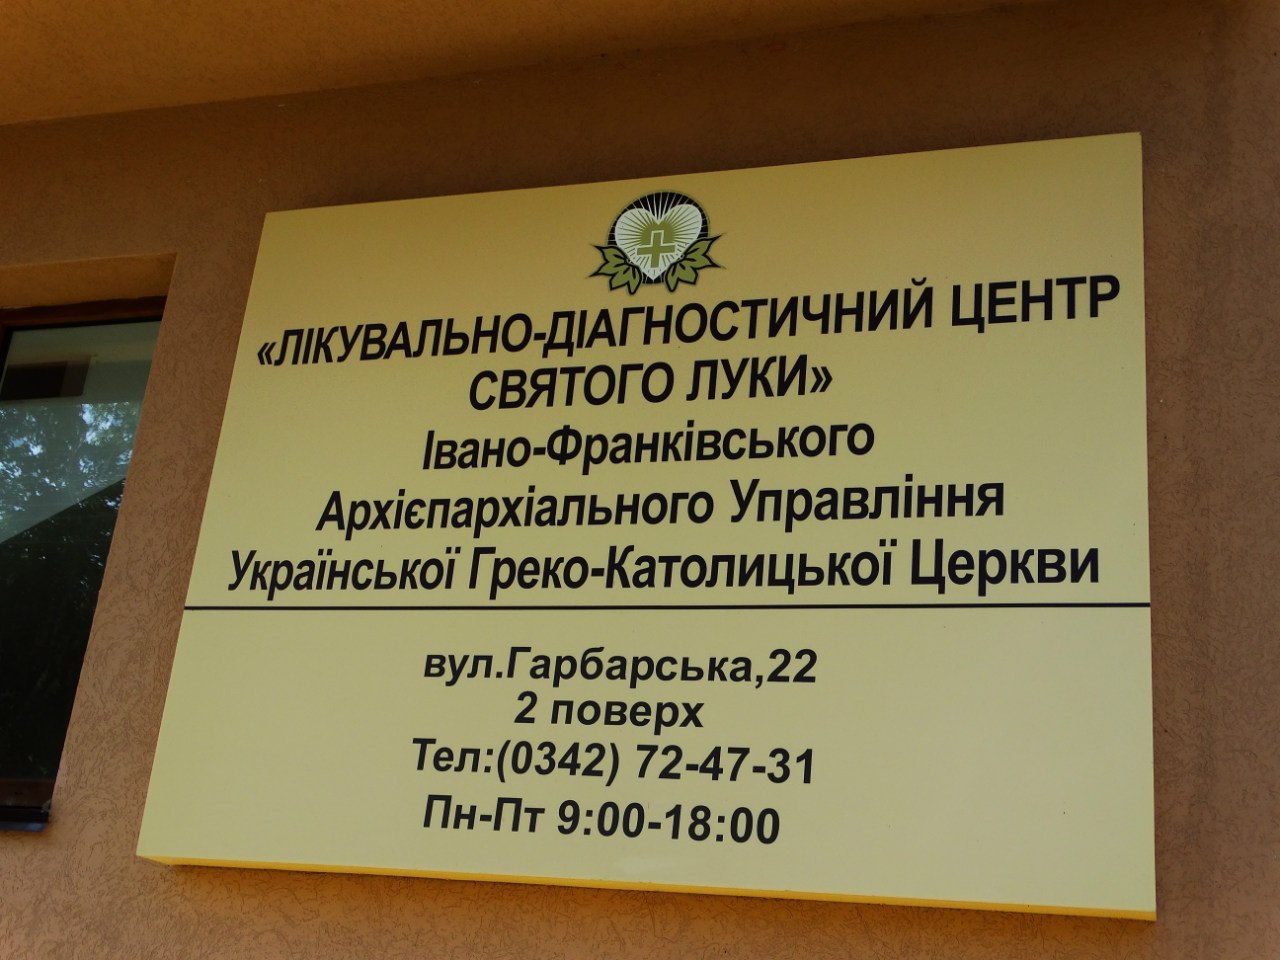 «ЛІКУВАЛЬНО-ДІАГНОСТИЧНИЙ ЦЕНТР
СВЯТОГО ЛУКИ»
Івано-Франківського
Архієпархіального Управління
Української Греко-Католицької Церкви
вул.Гарбарська,22
2 поверх
Тел:(0342) 72-47-31
Пн-Пт 9:00-18:00